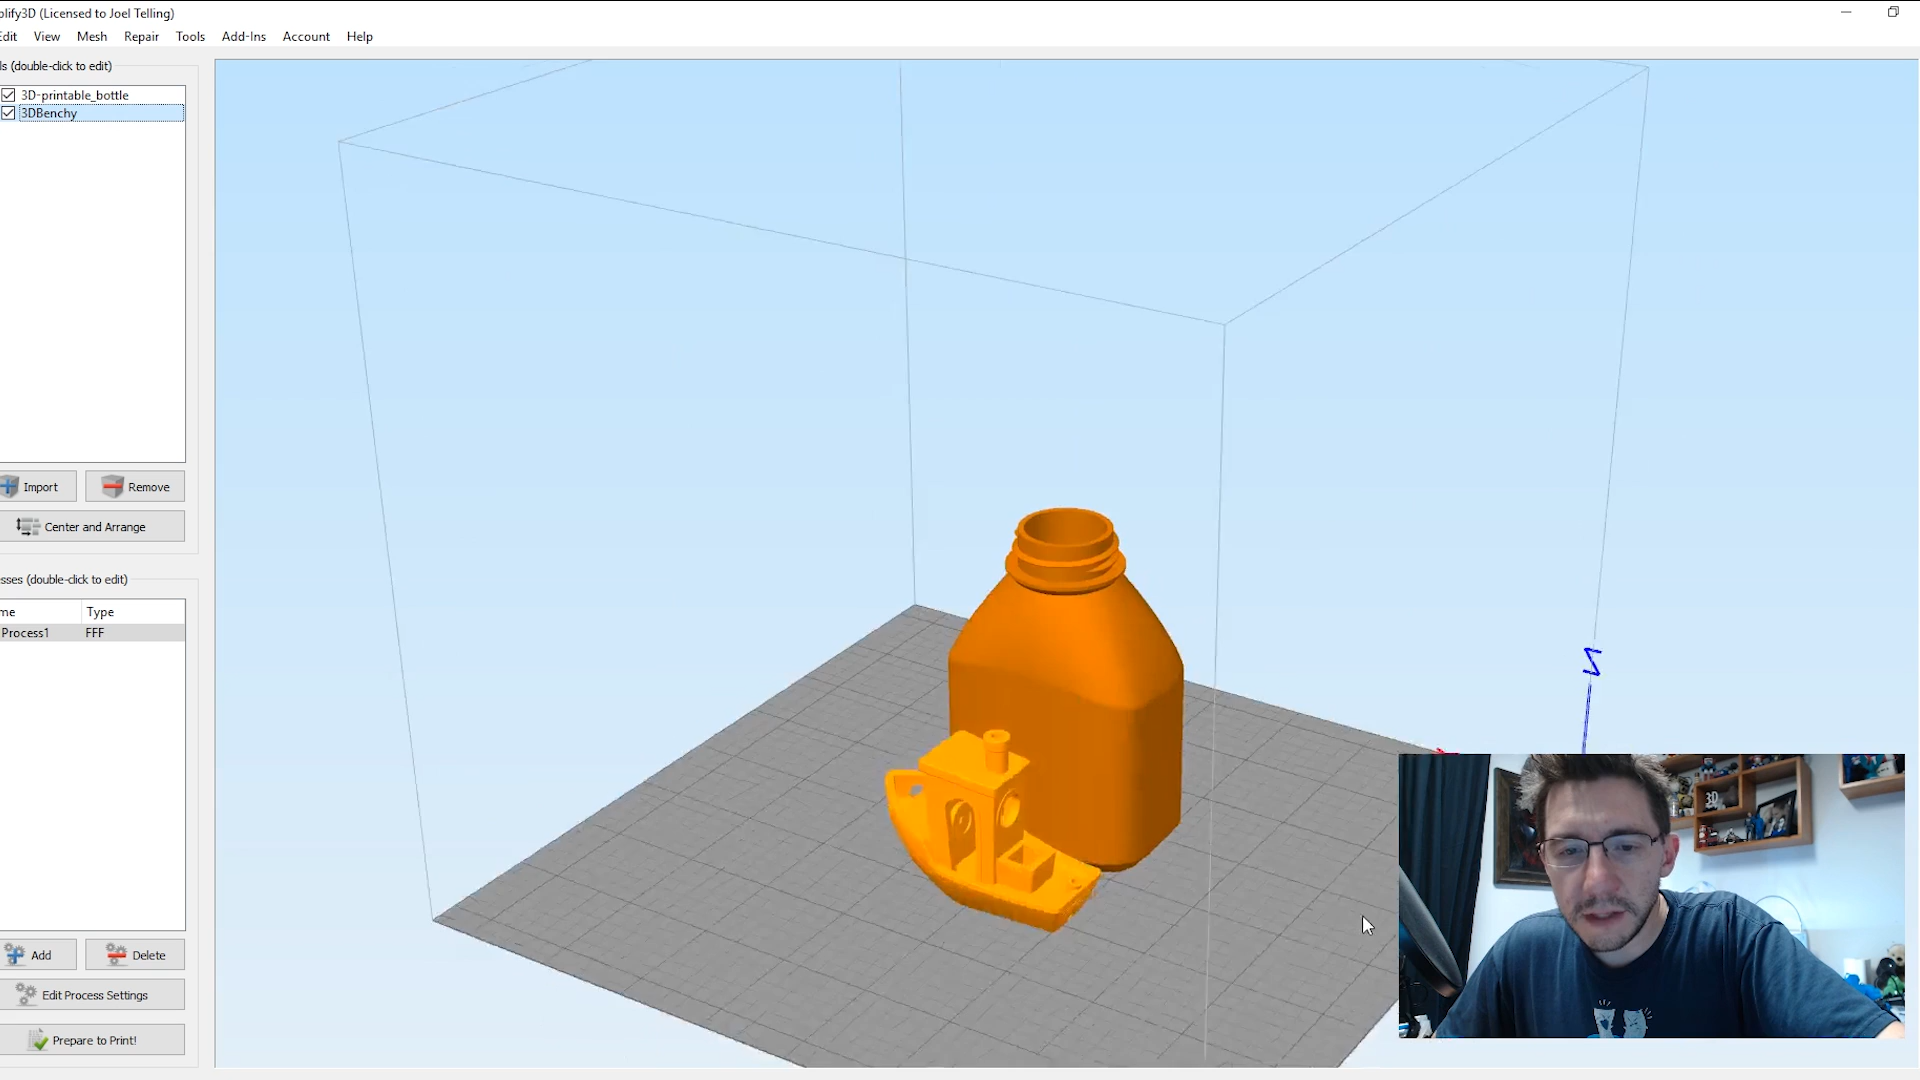 olify3D (Licensed to Joel Telling)
Edit View Mesh Repair Tools Add-Ins Account Help
ls (double-click to edit)
3D-printable_bottle
3DBenchy
Import Remove
Center and Arrange
sses (double-click to edit)
me Type
Process1 FFF
Add Delete
Edit Process Settings
Prepare to Print!
Z
3D